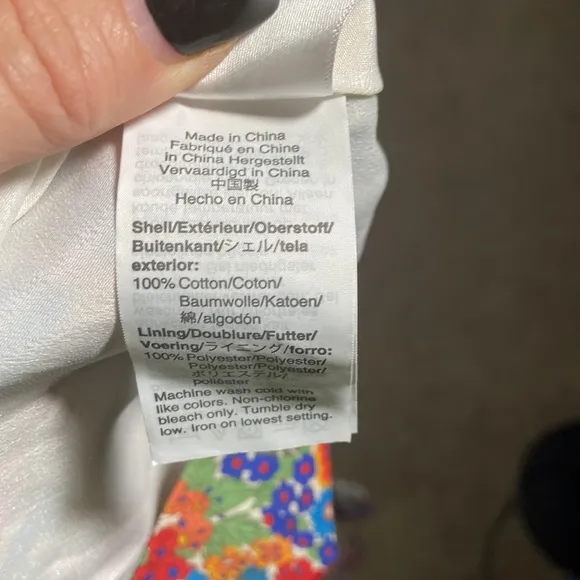 Made in China
Fabriqué en Chine
in China Hergestellt
Vervaardigd in China
中国製
Hecho en China
Shell/Extérieur/Oberstoff/
Buitenkant/シェル/tela
exterior:
100% Cotton/Coton/
Baumwolle/Katoen/
綿/algodón
Lining/Doublure/Futter/
Voering/ライニング/forro:
100% Polyester/Polyester/
Polyester/Polyester/
ポリエステル/
poliéster
Machine wash cold with
like colors. Non-chlorine
bleach only. Tumble dry
low. Iron on lowest setting.